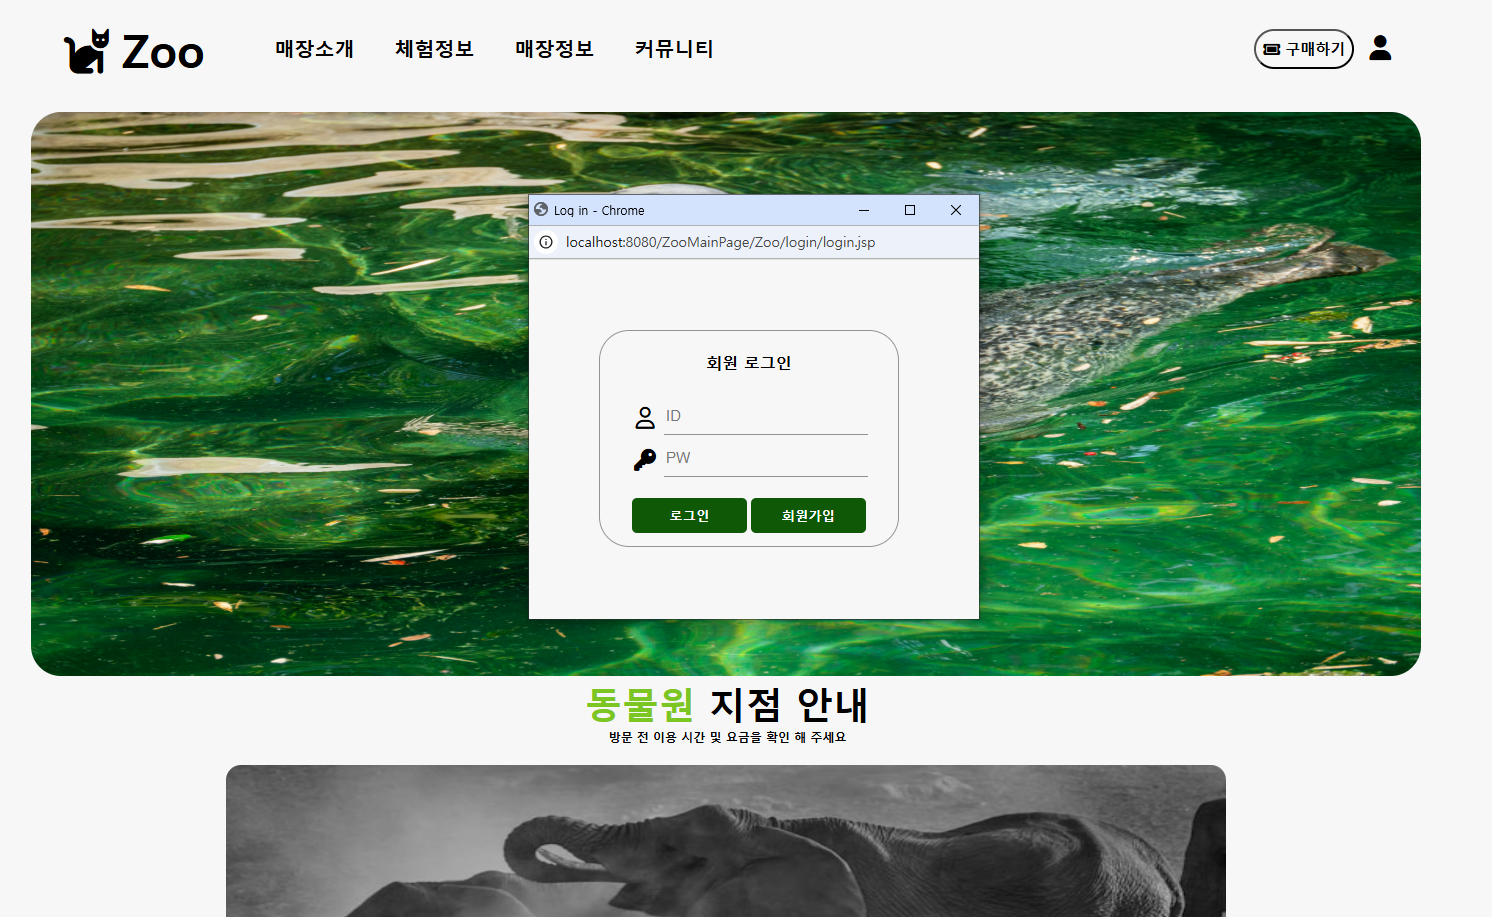 Zoo
매장소개 체험정보 매장정보 커뮤니티
구매하기
Log in - Chrome
localhost:8080/ZooMainPage/Zoo/login/login.jsp
회원 로그인
ID
PW
로그인 회원가입
동물원 지점 안내
방문 전 이용 시간 및 요금을 확인 해 주세요